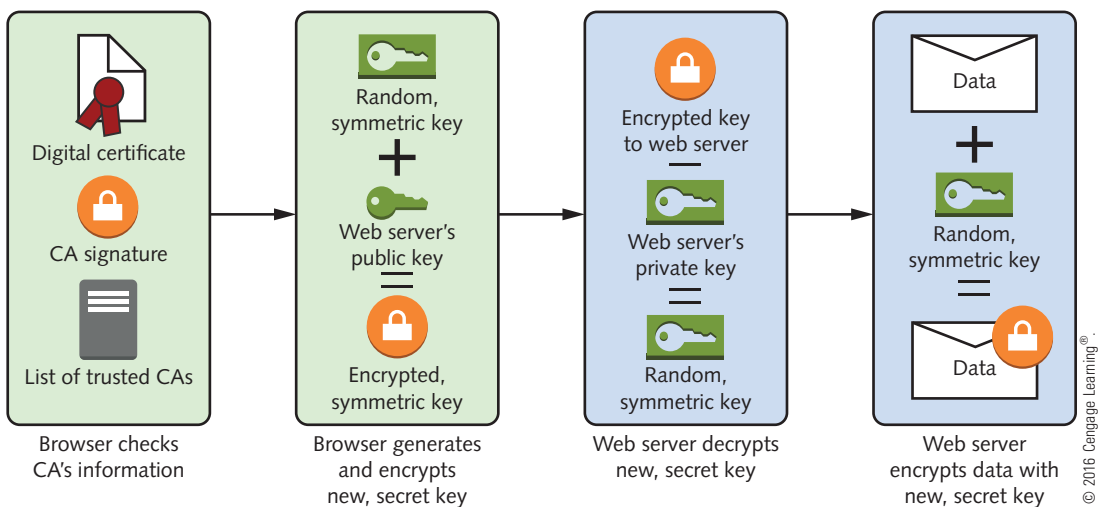 Digital certificate
CA signature
List of trusted CAs
Browser checks
CA's information
Random,
symmetric key
+
Web server's
public key
=
Encrypted,
symmetric key
Browser generates
and encrypts
new, secret key
Encrypted key
to web server
–
Web server's
private key
=
Random,
symmetric key
Web server decrypts
new, secret key
Data
+
Random,
symmetric key
=
Data
Web server
encrypts data with
new, secret key
© 2016 Cengage Learning®.